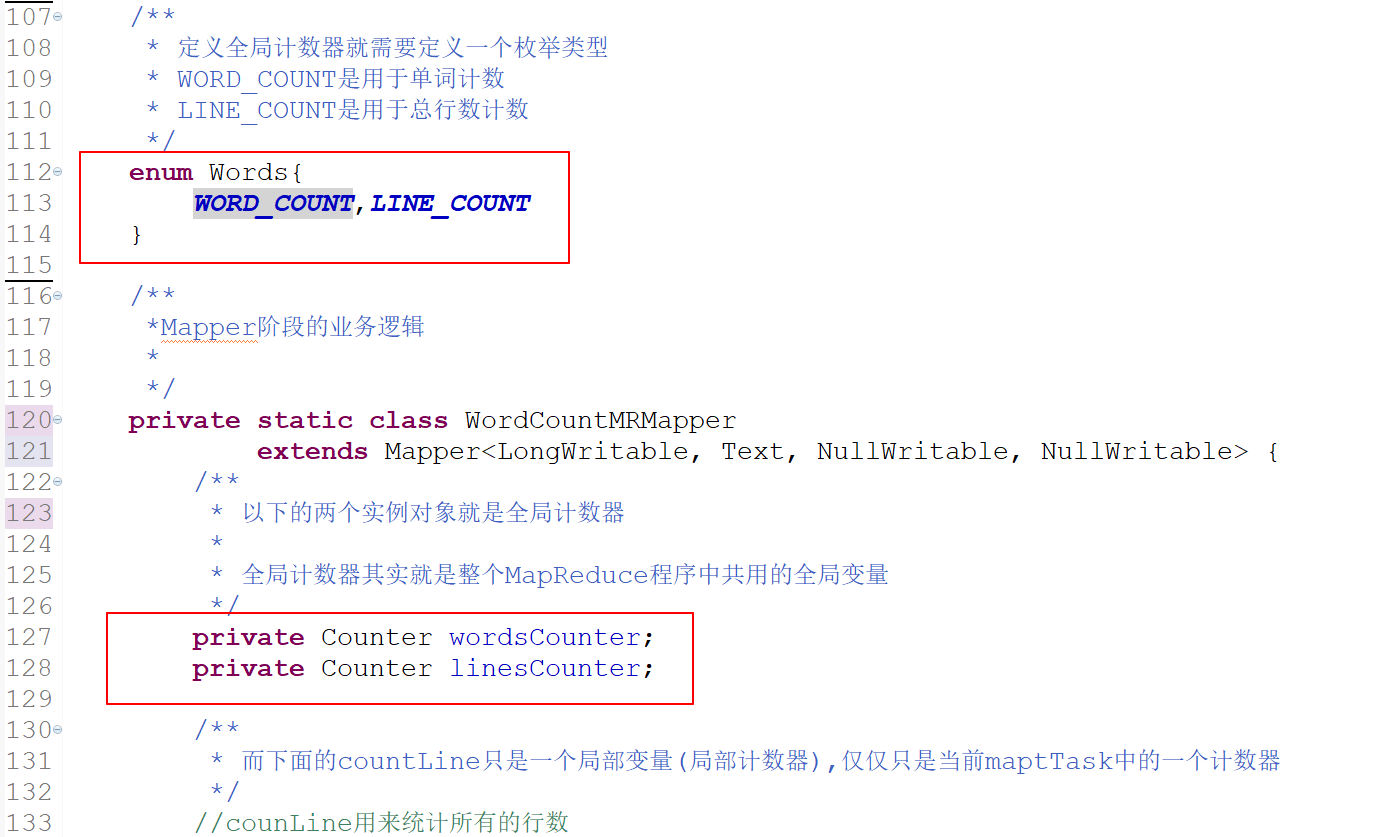 107 /**
108 * 定义全局计数器就需要定义一个枚举类型
109 * WORD_COUNT是用于单词计数
110 * LINE_COUNT是用于总行数计数
111 */
112 enum Words{
113 WORD_COUNT,LINE_COUNT
114 }
115
116 /**
117 *Mapper阶段的业务逻辑
118 *
119 */
120 private static class WordCountMRMapper
121 extends Mapper<LongWritable, Text, NullWritable, NullWritable> {
122 /**
123 * 以下的两个实例对象就是全局计数器
124 *
125 * 全局计数器其实就是整个MapReduce程序中共用的全局变量
126 */
127 private Counter wordsCounter;
128 private Counter linesCounter;
129
130 /**
131 * 而下面的countLine只是一个局部变量(局部计数器),仅仅只是当前maptTask中的一个计数器
132 */
133 //counLine用来统计所有的行数